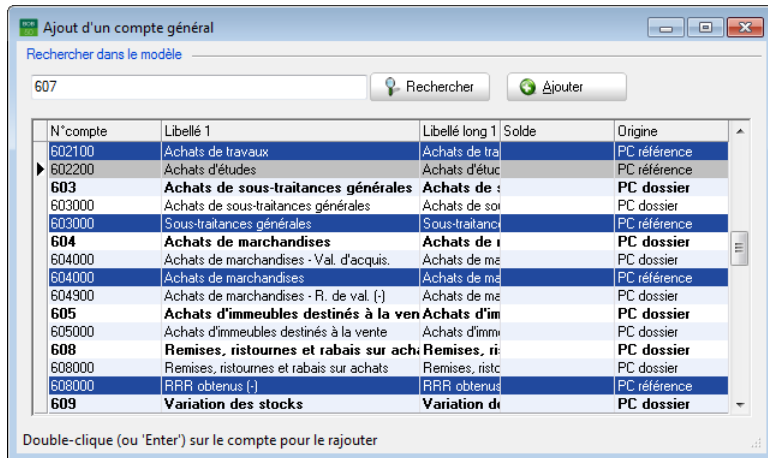 BOB 50 Ajout d'un compte général
Rechercher dans le modèle
607 Rechercher Ajouter
N°compte Libellé 1 Libellé long 1 Solde Origine
602100 Achats de travaux Achats de tra PC référence
602200 Achats d'études Achats d'étuc PC référence
603 Achats de sous-traitances générales Achats de s PC dossier
603000 Achats de sous-traitances générales Achats de sou PC dossier
603000 Sous-traitances générales Sous-traitanc PC référence
604 Achats de marchandises Achats de r PC dossier
604000 Achats de marchandises - Val. d'acquis. Achats de ma PC dossier
604000 Achats de marchandises Achats de ma PC référence
604900 Achats de marchandises - R. de val. (-) Achats de ma PC dossier
605 Achats d'immeubles destinés à la ven Achats d'im PC dossier
605000 Achats d'immeubles destinés à la vente Achats d'imm PC dossier
608 Remises, ristournes et rabais sur acha Remises, ris PC dossier
608000 Remises, ristournes et rabais sur achats Remises, ristc PC dossier
608000 RRR obtenus (-) RRR obtenus PC référence
609 Variation des stocks Variation de PC dossier
Double-clique (ou 'Enter') sur le compte pour le rajouter